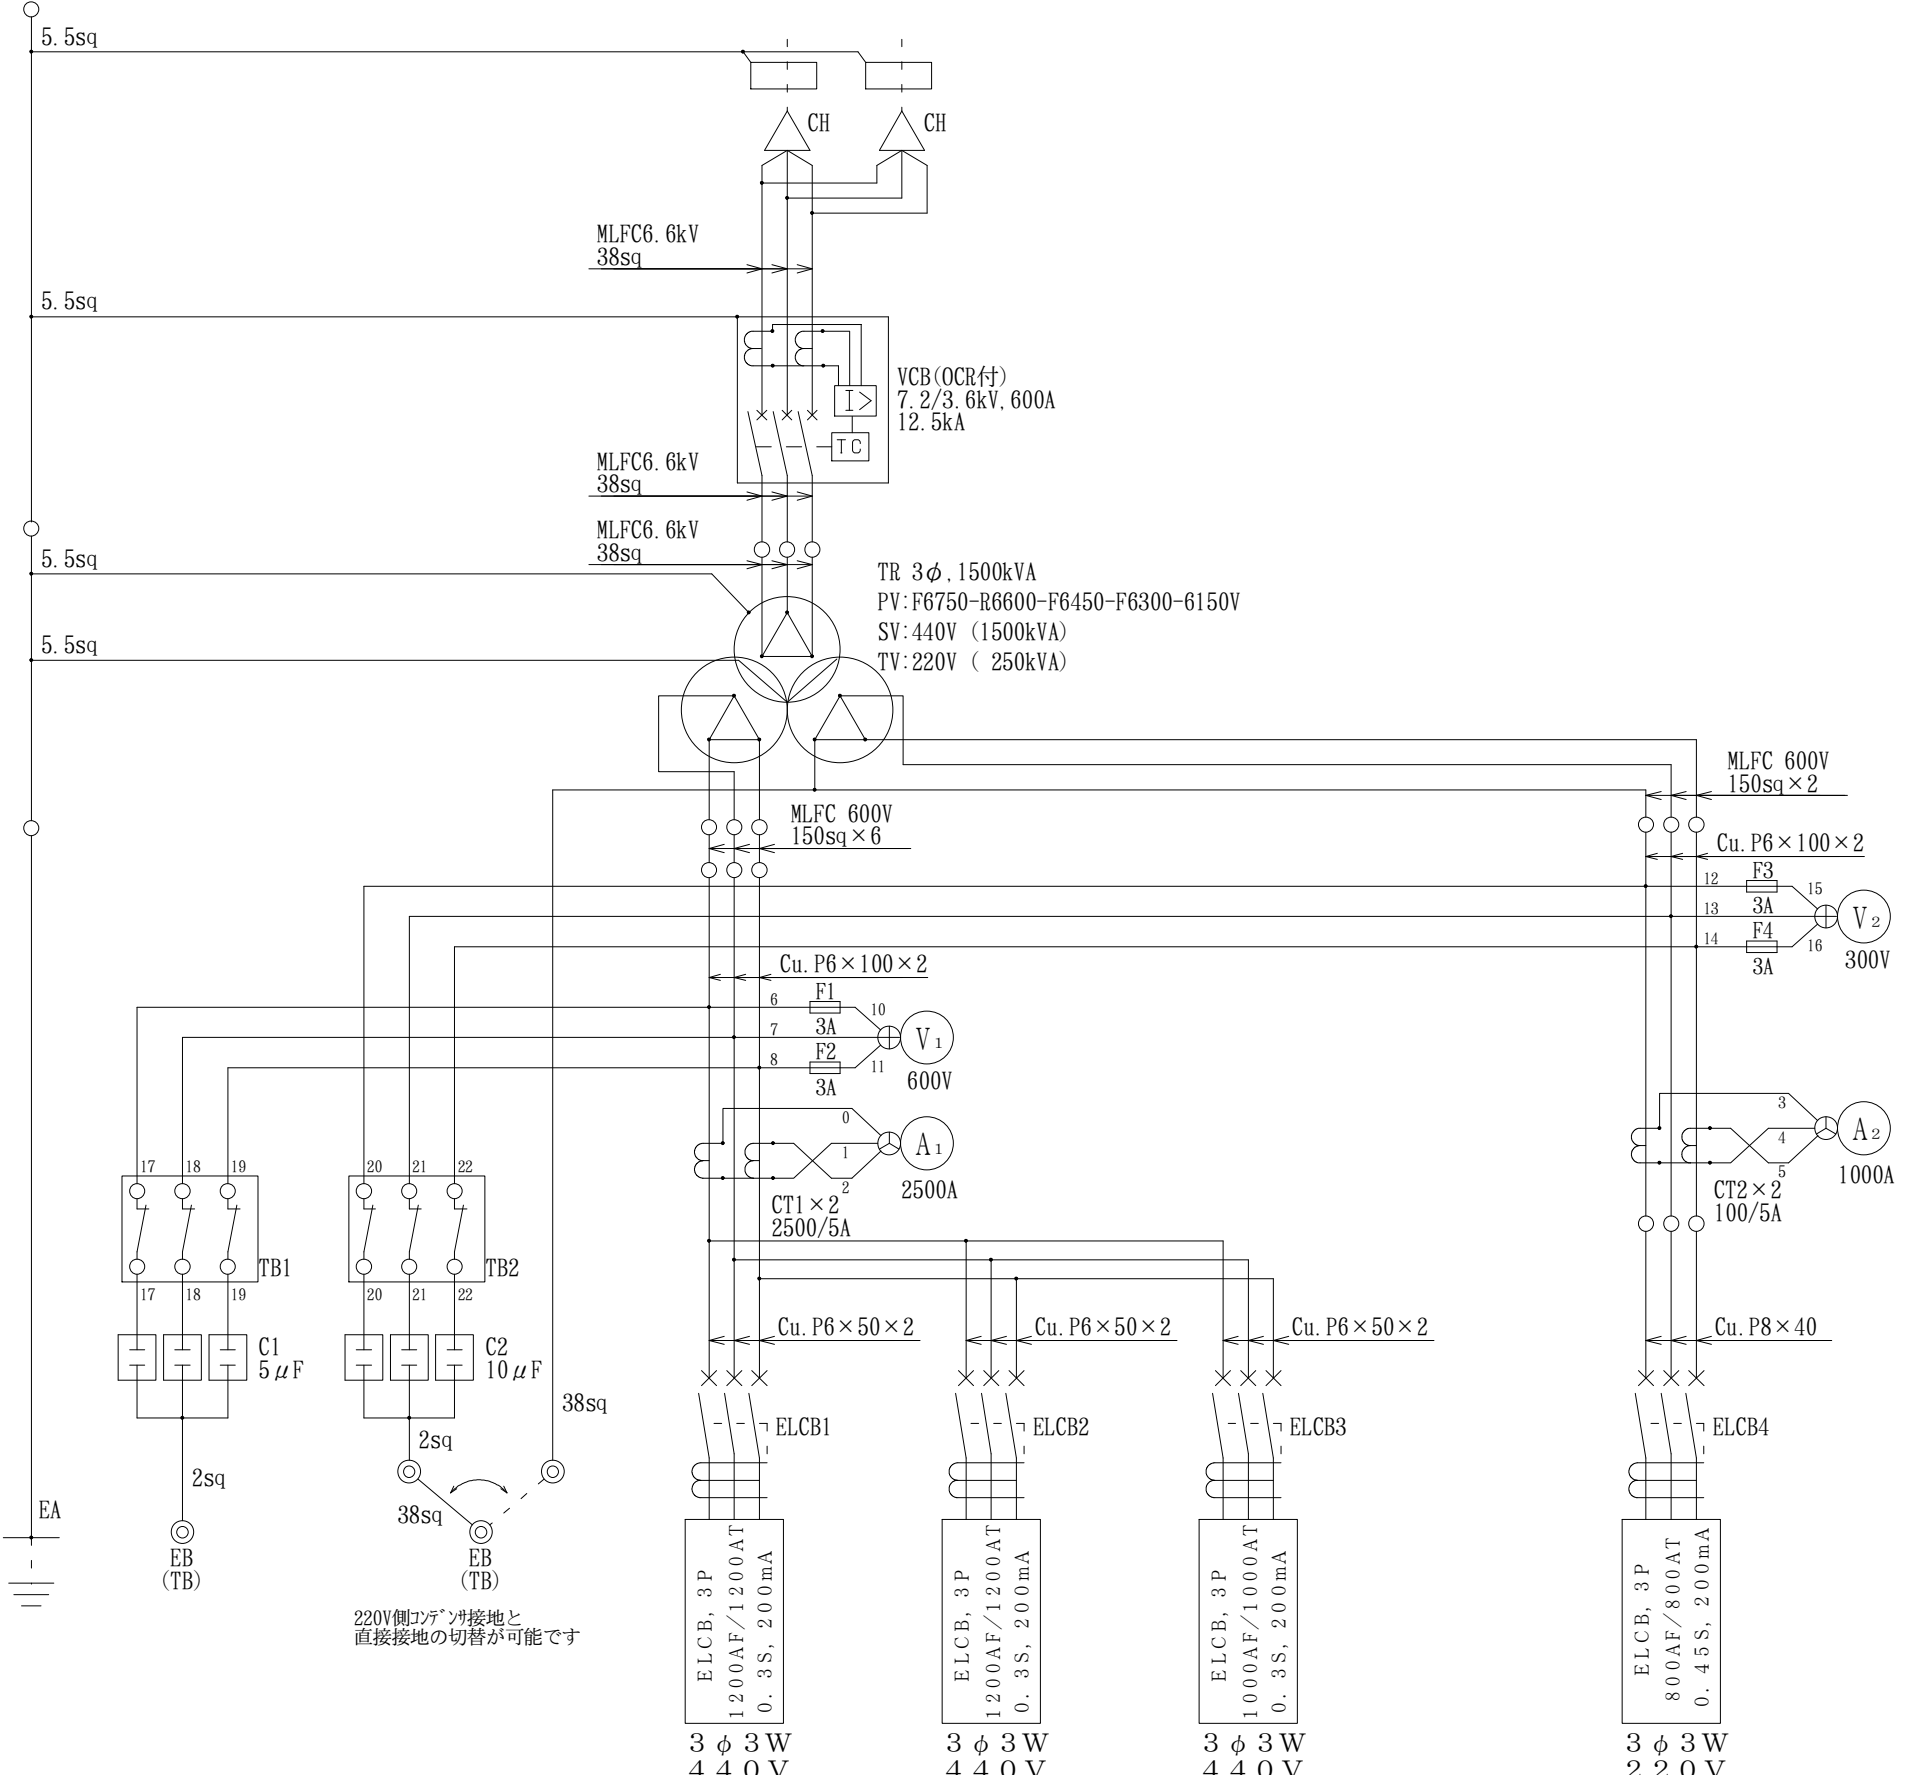 5.5sq
CH
CH
MLFC6.6kV
38sq
5.5sq
VCB(OCR付)
7.2/3.6kV,600A
12.5kA
I>
TC
MLFC6.6kV
38sq
MLFC6.6kV
38sq
5.5sq
TR 3φ,1500kVA
PV:F6750-R6600-F6450-F6300-6150V
SV:440V (1500kVA)
TV:220V ( 250kVA)
5.5sq
MLFC 600V
150sq×2
MLFC 600V
150sq×6
Cu.P6×100×2
12
F3
3A
15
13
V2
14
F4
3A
16
300V
Cu.P6×100×2
6
F1
3A
10
7
V1
8
F2
3A
11
600V
0
1
2
A1
2500A
CT1×2
2500/5A
3
4
5
A2
1000A
CT2×2
100/5A
17
18
19
20
21
22
TB1
TB2
17
18
19
20
21
22
C1
5μF
C2
10μF
Cu.P6×50×2
Cu.P6×50×2
Cu.P6×50×2
Cu.P8×40
38sq
2sq
2sq
38sq
ELCB1
ELCB2
ELCB3
ELCB4
EA
EB
(TB)
EB
(TB)
220V側ｺﾝﾃﾞﾝｻ接地と
直接接地の切替が可能です
ELCB, 3P
1200AF/1200AT
0.3S, 200mA
ELCB, 3P
1200AF/1200AT
0.3S, 200mA
ELCB, 3P
1000AF/1000AT
0.3S, 200mA
ELCB, 3P
800AF/800AT
0.45S, 200mA
3φ3W
440V
3φ3W
440V
3φ3W
440V
3φ3W
220V